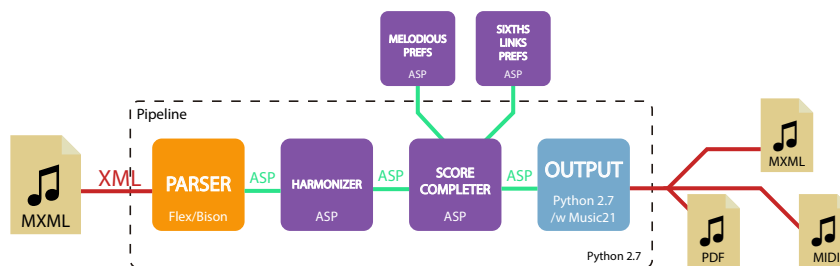 MELODIOUS
PREFS
ASP
SIXTHS
LINKS
PREFS
ASP
Pipeline
MXML
XML
PARSER
Flex/Bison
ASP
HARMONIZER
ASP
ASP
SCORE
COMPLETER
ASP
ASP
OUTPUT
Python 2.7
/w Music21
Python 2.7
MXML
PDF
MIDI